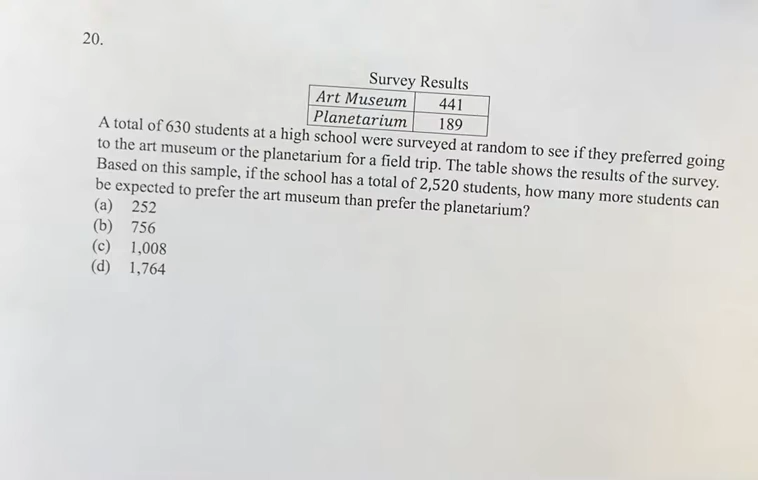 20.
Survey Results
Art Museum 441
Planetarium 189
A total of 630 students at a high school were surveyed at random to see if they preferred going
to the art museum or the planetarium for a field trip. The table shows the results of the survey.
Based on this sample, if the school has a total of 2,520 students, how many more students can
be expected to prefer the art museum than prefer the planetarium?
(a) 252
(b) 756
(c) 1,008
(d) 1,764